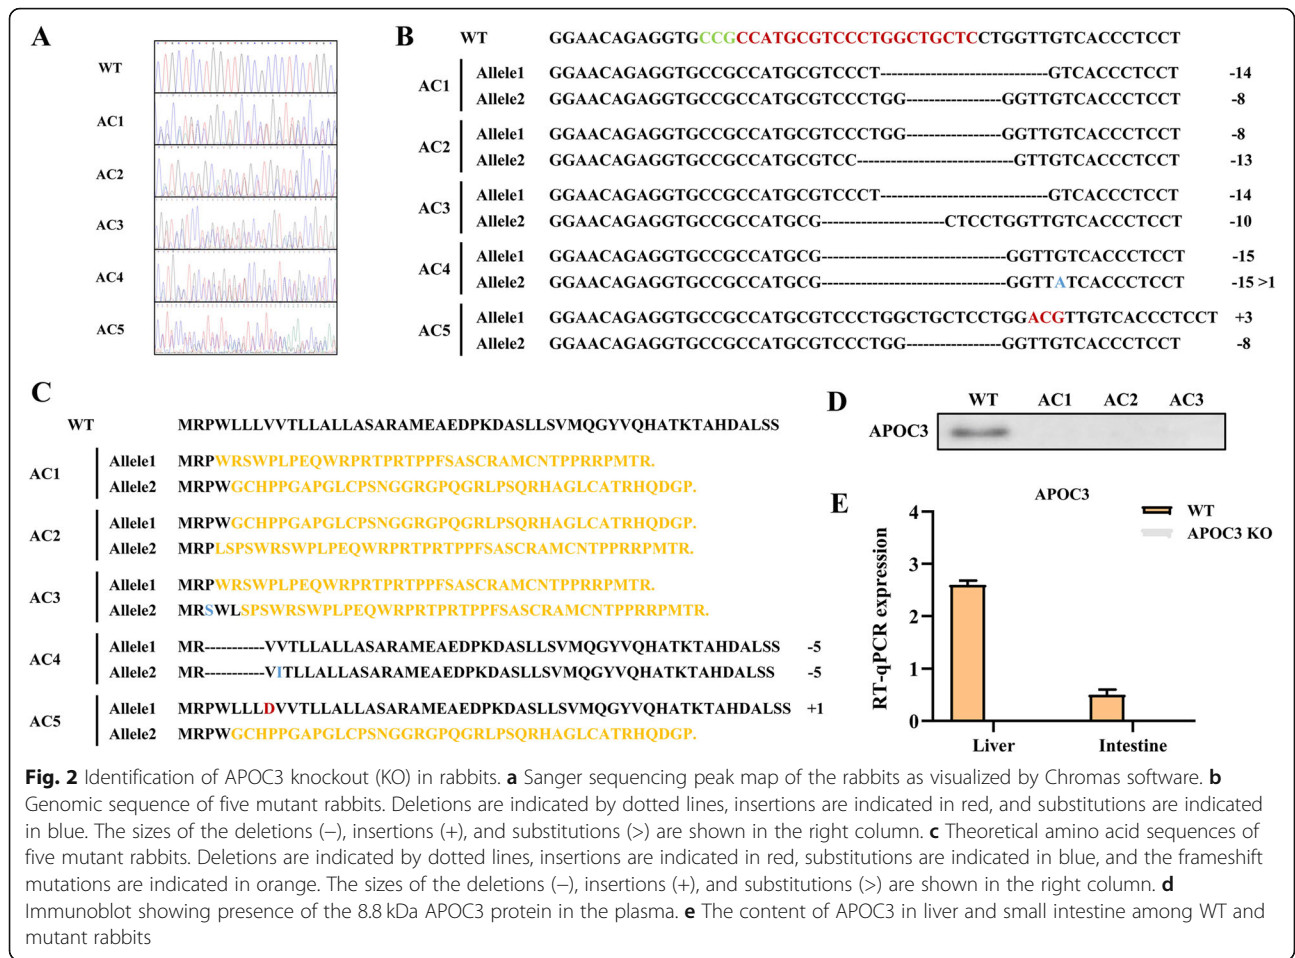 A
WT
AC1
AC2
AC3
AC4
AC5
B
WT GGAACAGAGGTGCCGCCATGCGTCCCTGGCTGCTCCTGGTTGTCACCCTCCT
AC1
Allele1 GGAACAGAGGTGCCGCCATGCGTCCCT----------------------------GTCACCCTCCT -14
Allele2 GGAACAGAGGTGCCGCCATGCGTCCCTGG----------------GGTTGTCACCCTCCT -8
AC2
Allele1 GGAACAGAGGTGCCGCCATGCGTCCCTGG----------------GGTTGTCACCCTCCT -8
Allele2 GGAACAGAGGTGCCGCCATGCGTCC--------------------------GTTGTCACCCTCCT -13
AC3
Allele1 GGAACAGAGGTGCCGCCATGCGTCCCT----------------------------GTCACCCTCCT -14
Allele2 GGAACAGAGGTGCCGCCATGCG--------------------CTCCTGGTTGTCACCCTCCT -10
AC4
Allele1 GGAACAGAGGTGCCGCCATGCG------------------------------GGTTGTCACCCTCCT -15
Allele2 GGAACAGAGGTGCCGCCATGCG------------------------------GGTTATCACCCTCCT -15 >1
AC5
Allele1 GGAACAGAGGTGCCGCCATGCGTCCCTGGCTGCTCCTGGACGTTGTCACCCTCCT +3
Allele2 GGAACAGAGGTGCCGCCATGCGTCCCTGG----------------GGTTGTCACCCTCCT -8
C
WT MRPWLLLVVTLLALLASARAMEAEDPKDASLLSVMQGYVQHATKTAHDALSS
AC1
Allele1 MRPWRSWPLPEQWRPRTPRTPPFSASCRAMCNTPPRRPMTR.
Allele2 MRPWGCHPPGAPGLCPSNGGRGPQGRLPSQRHAGLCATRHQDGP.
AC2
Allele1 MRPWGCHPPGAPGLCPSNGGRGPQGRLPSQRHAGLCATRHQDGP.
Allele2 MRPLSPSWRSWPLPEQWRPRTPRTPPFSASCRAMCNTPPRRPMTR.
AC3
Allele1 MRPWRSWPLPEQWRPRTPRTPPFSASCRAMCNTPPRRPMTR.
Allele2 MRSWLSPSWRSWPLPEQWRPRTPRTPPFSASCRAMCNTPPRRPMTR.
AC4
Allele1 MR-----------VVTLLALLASARAMEAEDPKDASLLSVMQGYVQHATKTAHDALSS -5
Allele2 MR-----------VITLLALLASARAMEAEDPKDASLLSVMQGYVQHATKTAHDALSS -5
AC5
Allele1 MRPWLLLDVVTLLALLASARAMEAEDPKDASLLSVMQGYVQHATKTAHDALSS +1
Allele2 MRPWGCHPPGAPGLCPSNGGRGPQGRLPSQRHAGLCATRHQDGP.
D
WT AC1 AC2 AC3
APOC3
E
APOC3
WT
APOC3 KO
RT-qPCR expression
4
3
2
1
0
Liver Intestine
Fig. 2 Identification of APOC3 knockout (KO) in rabbits. a Sanger sequencing peak map of the rabbits as visualized by Chromas software. b
Genomic sequence of five mutant rabbits. Deletions are indicated by dotted lines, insertions are indicated in red, and substitutions are indicated
in blue. The sizes of the deletions (−), insertions (+), and substitutions (>) are shown in the right column. c Theoretical amino acid sequences of
five mutant rabbits. Deletions are indicated by dotted lines, insertions are indicated in red, substitutions are indicated in blue, and the frameshift
mutations are indicated in orange. The sizes of the deletions (−), insertions (+), and substitutions (>) are shown in the right column. d
Immunoblot showing presence of the 8.8 kDa APOC3 protein in the plasma. e The content of APOC3 in liver and small intestine among WT and
mutant rabbits